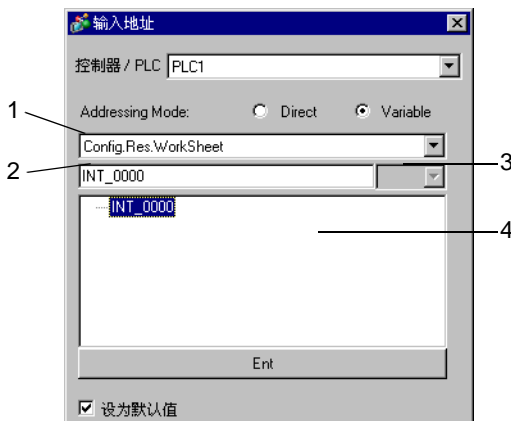 输入地址
控制器 / PLC PLC1
Addressing Mode: Direct Variable
1
Config.Res.WorkSheet
2
3
INT_0000
INT_0000
4
Ent
设为默认值